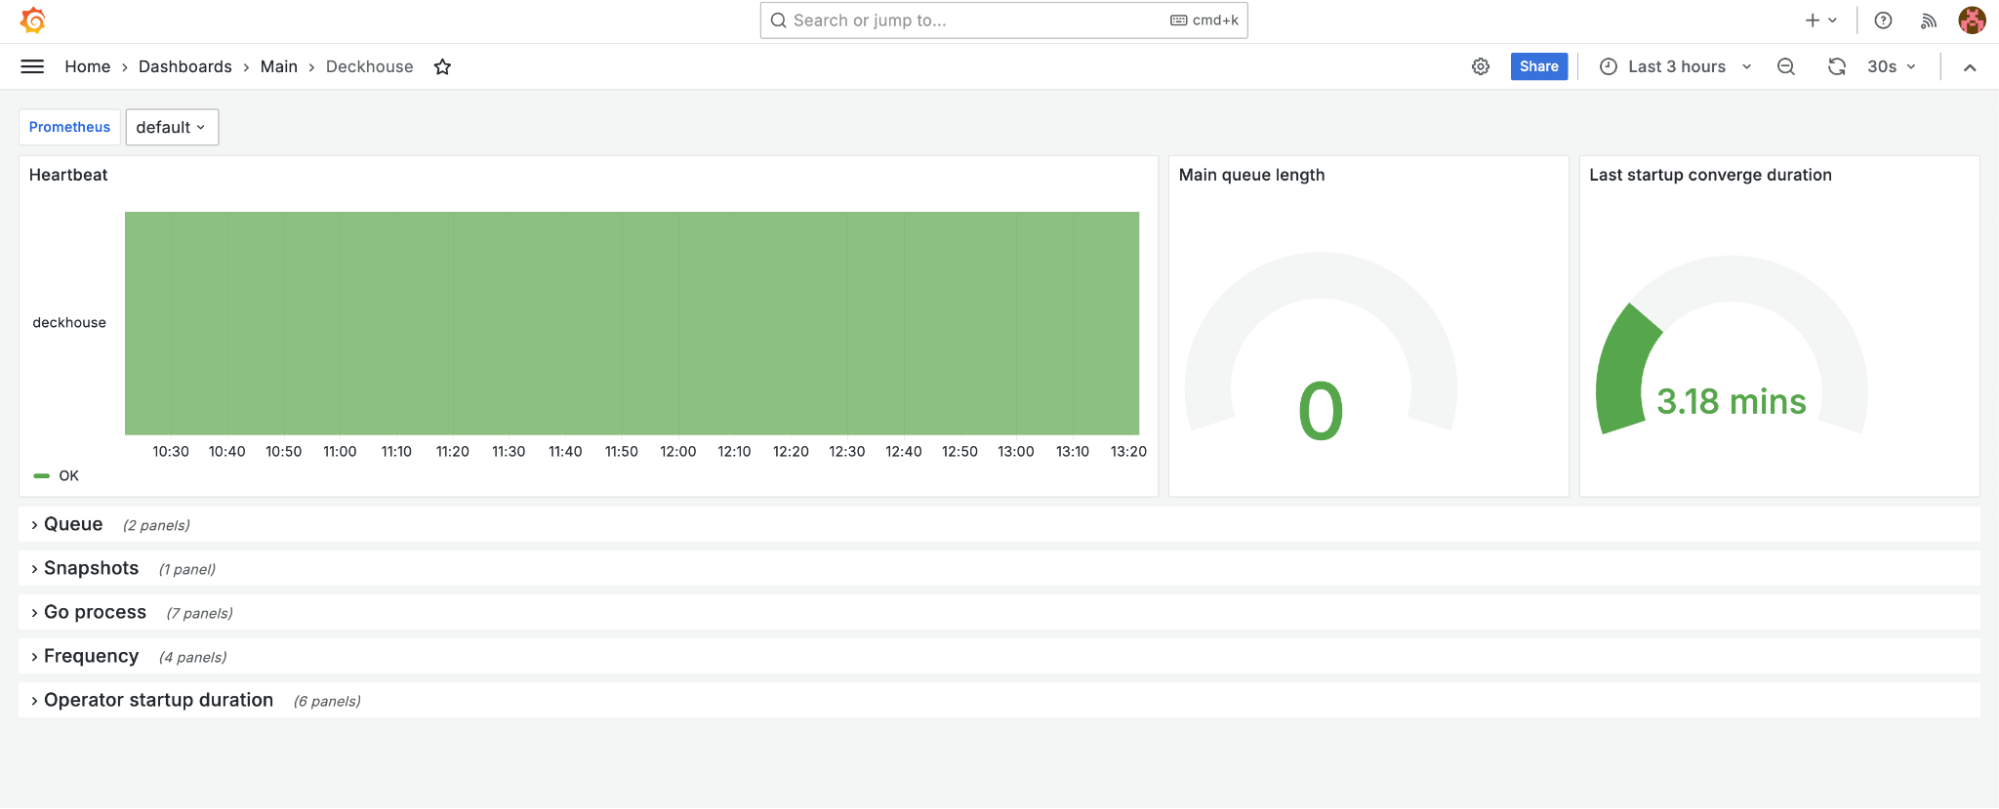 Search or jump to... cmd+k
Home › Dashboards › Main › Deckhouse Share Last 3 hours 30s
Prometheus default
Heartbeat
deckhouse
10:30 10:40 10:50 11:00 11:10 11:20 11:30 11:40 11:50 12:00 12:10 12:20 12:30 12:40 12:50 13:00 13:10 13:20
OK
Main queue length
0
Last startup converge duration
3.18 mins
Queue (2 panels)
Snapshots (1 panel)
Go process (7 panels)
Frequency (4 panels)
Operator startup duration (6 panels)